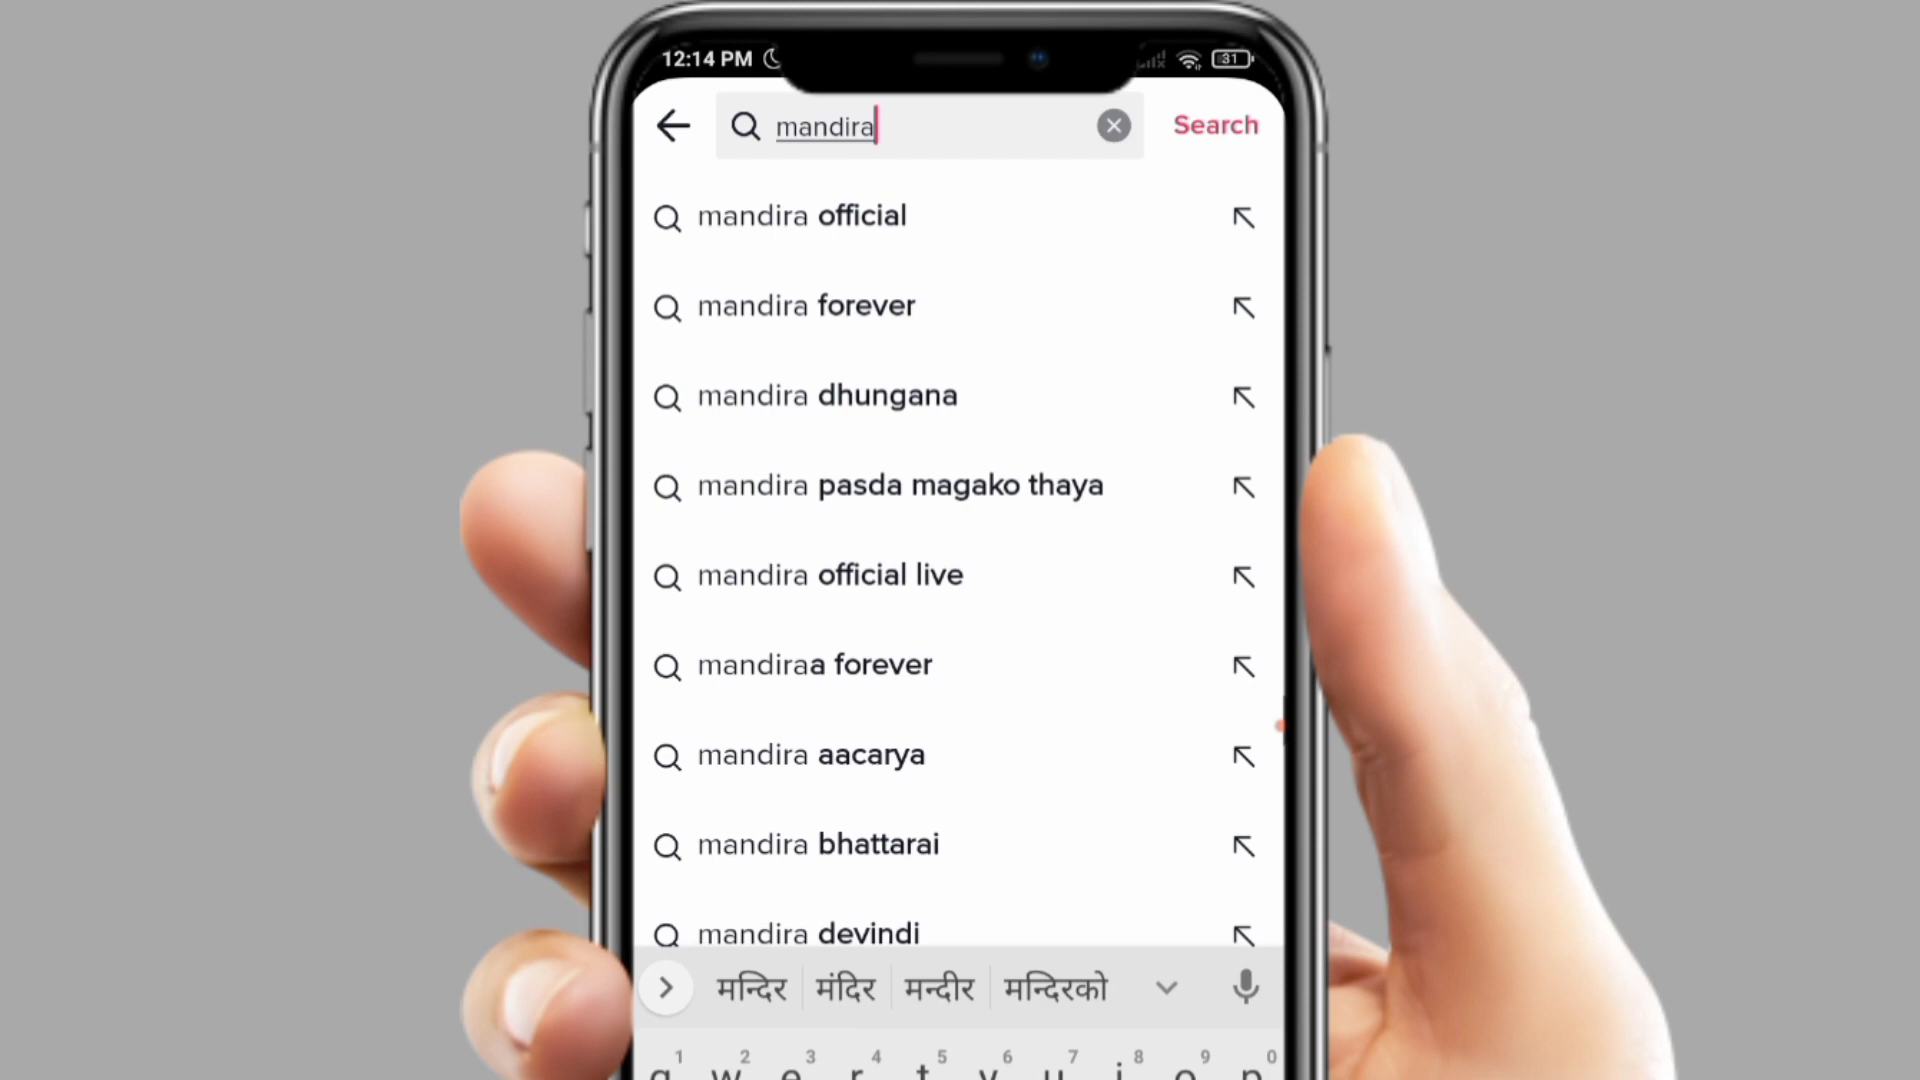 12:14 PM
31
mandira
Search
mandira official
mandira forever
mandira dhungana
mandira pasda magako thaya
mandira official live
mandiraa forever
mandira aacarya
mandira bhattarai
mandira devindi
मन्दिर मंदिर मन्दीर मन्दिरको
1 2 3 4 5 6 7 8 9 0
q w e r t y u i o p